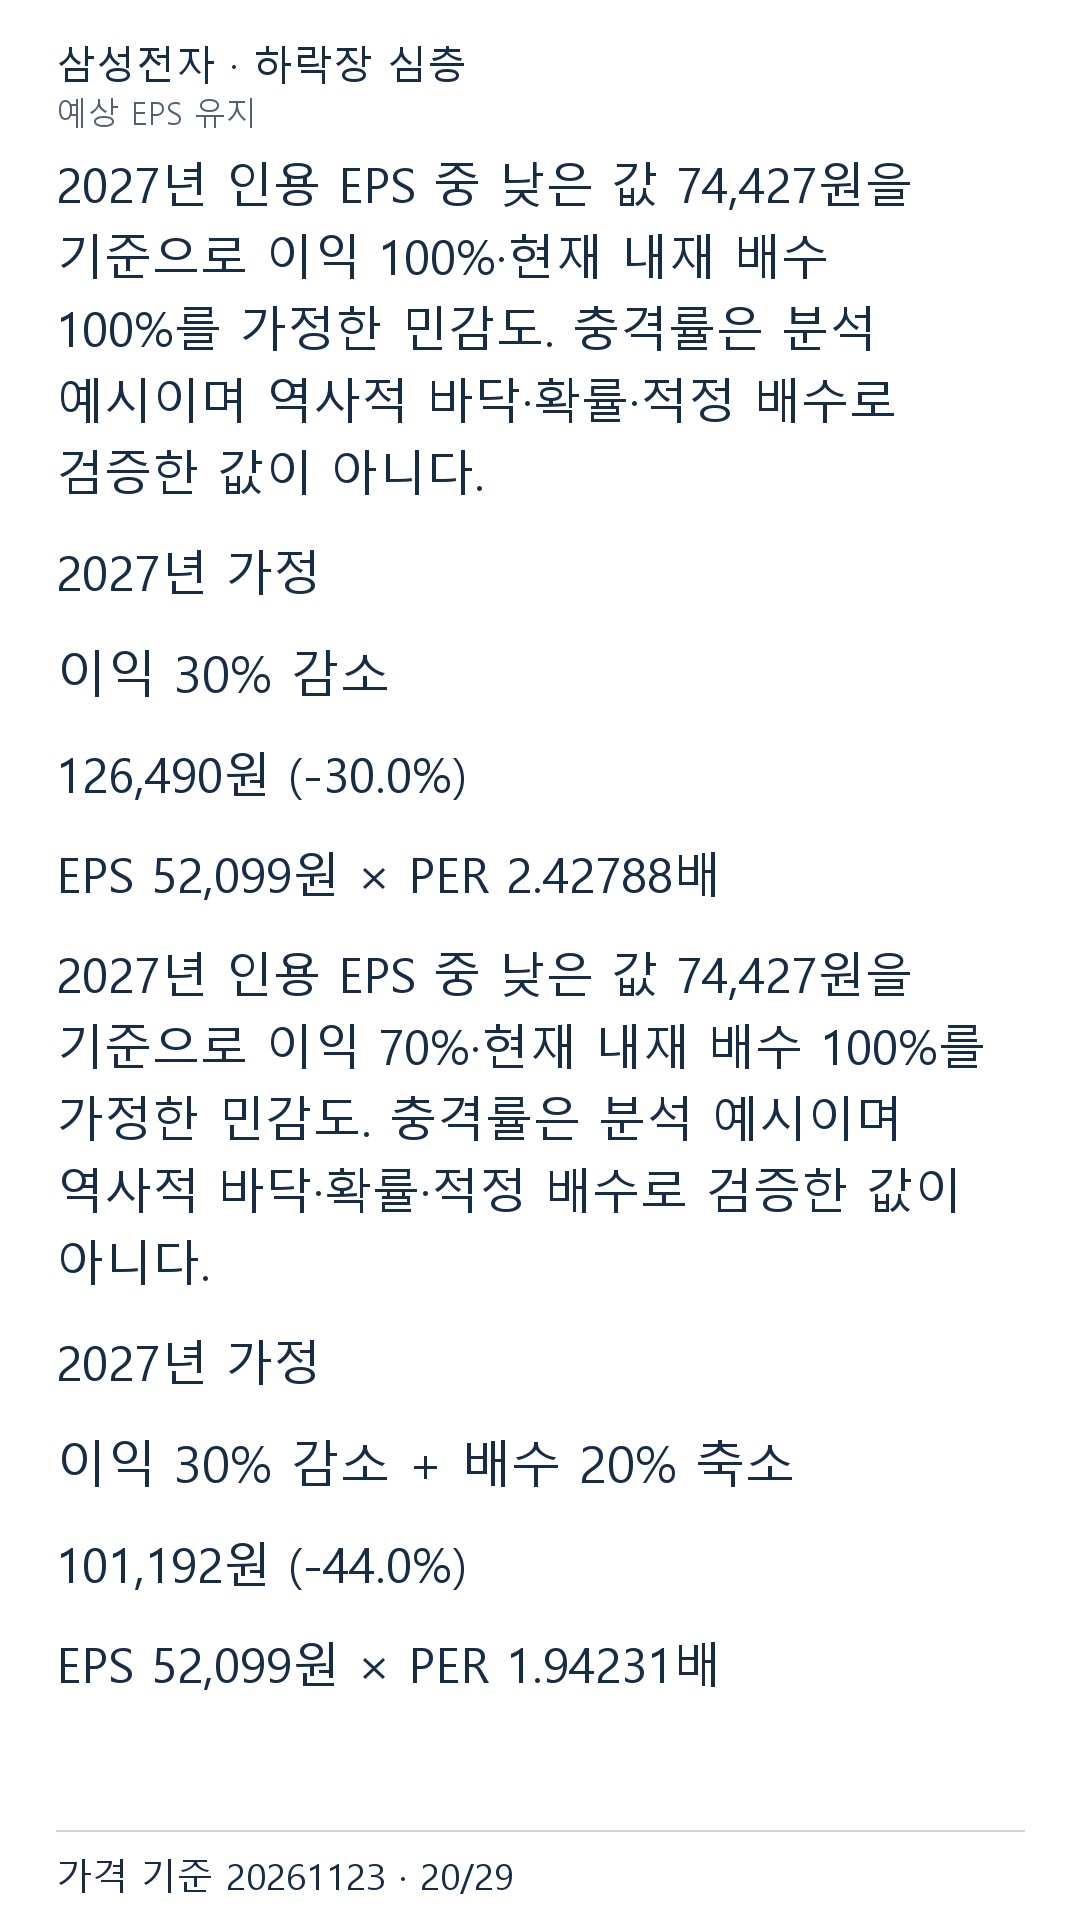 삼성전자 · 하락장 심층
예상 EPS 유지
2027년 인용 EPS 중 낮은 값 74,427원을
기준으로 이익 100%·현재 내재 배수
100%를 가정한 민감도. 충격률은 분석
예시이며 역사적 바닥·확률·적정 배수로
검증한 값이 아니다.
2027년 가정
이익 30% 감소
126,490원 (-30.0%)
EPS 52,099원 × PER 2.42788배
2027년 인용 EPS 중 낮은 값 74,427원을
기준으로 이익 70%·현재 내재 배수 100%를
가정한 민감도. 충격률은 분석 예시이며
역사적 바닥·확률·적정 배수로 검증한 값이
아니다.
2027년 가정
이익 30% 감소 + 배수 20% 축소
101,192원 (-44.0%)
EPS 52,099원 × PER 1.94231배
가격 기준 20261123 · 20/29